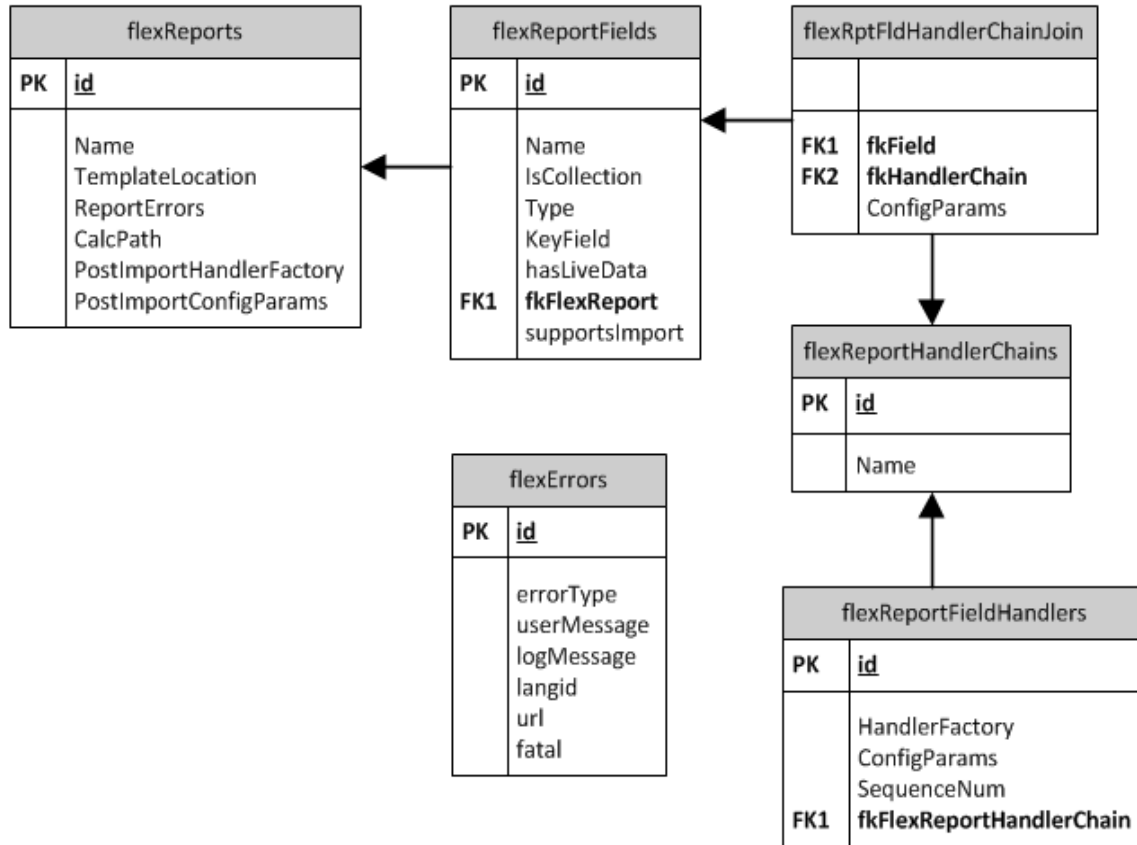 flexReports
PK id
Name
TemplateLocation
ReportErrors
CalcPath
PostImportHandlerFactory
PostImportConfigParams
flexReportFields
PK id
Name
IsCollection
Type
KeyField
hasLiveData
FK1 fkFlexReport
supportsImport
flexRptFldHandlerChainJoin
FK1 fkField
FK2 fkHandlerChain
ConfigParams
flexReportHandlerChains
PK id
Name
flexErrors
PK id
errorType
userMessage
logMessage
langid
url
fatal
flexReportFieldHandlers
PK id
HandlerFactory
ConfigParams
SequenceNum
FK1 fkFlexReportHandlerChain